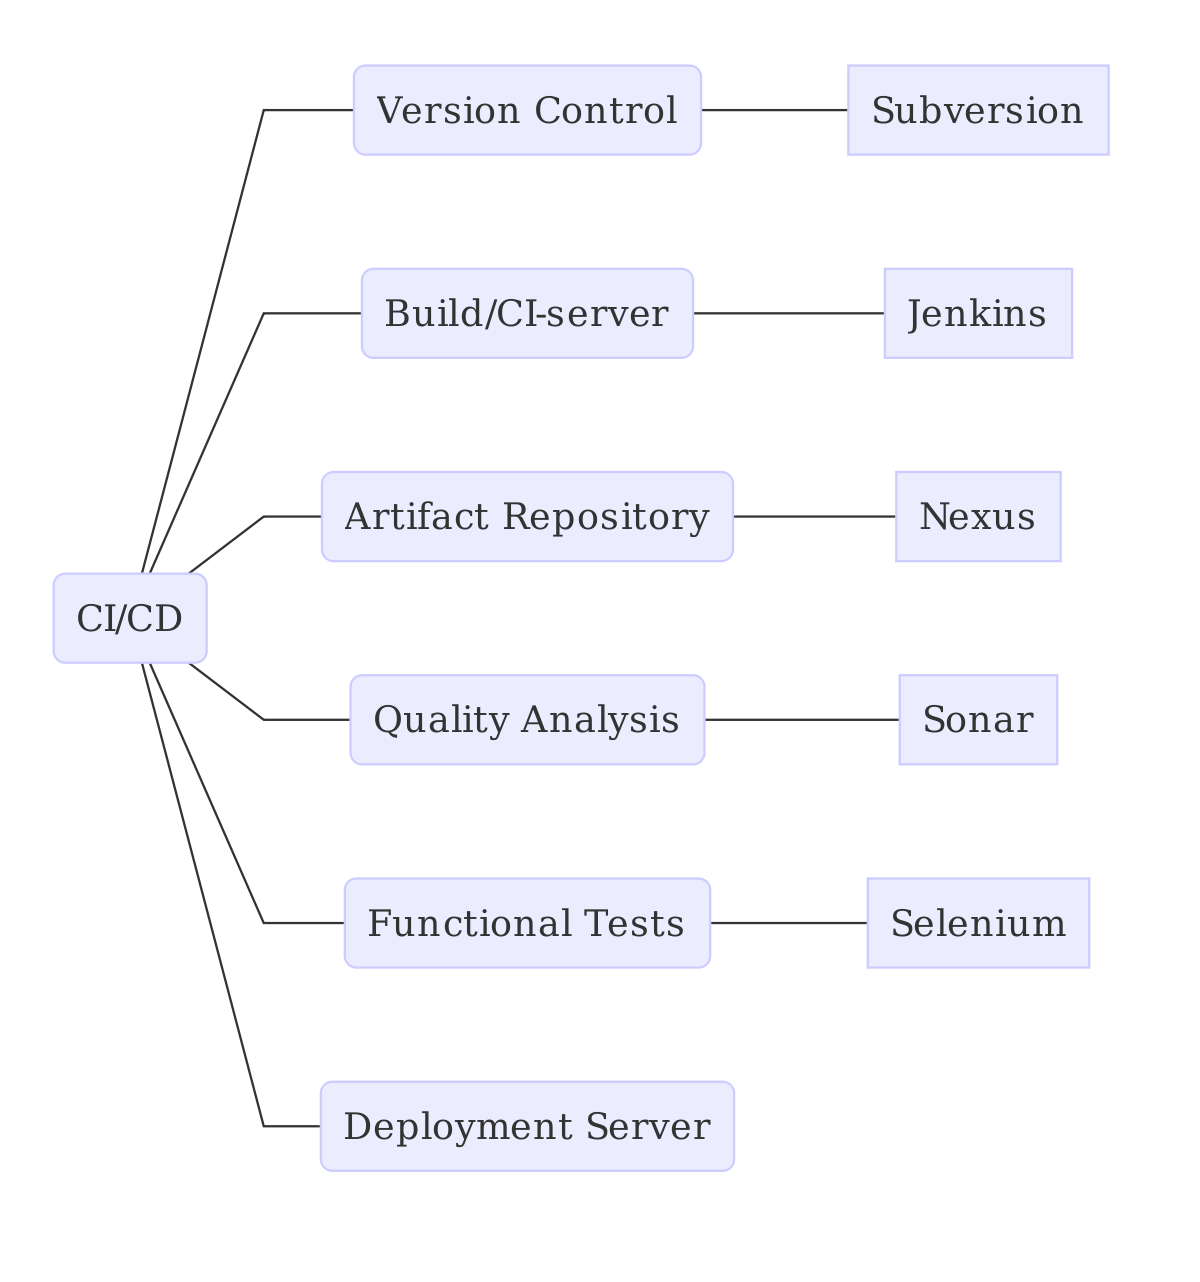 Version Control
Subversion
Build/CI-server
Jenkins
Artifact Repository
Nexus
CI/CD
Quality Analysis
Sonar
Functional Tests
Selenium
Deployment Server